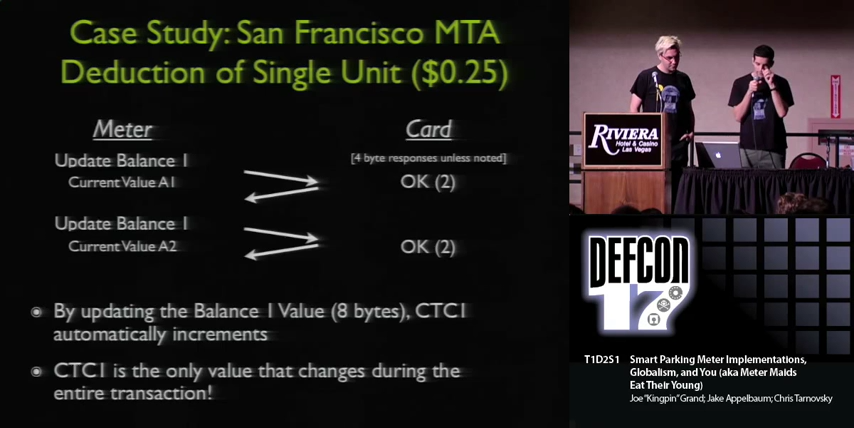 Case Study: San Francisco MTA
Deduction of Single Unit ($0.25)
Meter
Card
Update Balance 1
[4 byte responses unless noted]
Current Value A1
OK (2)
Update Balance 1
Current Value A2
OK (2)
By updating the Balance 1 Value (8 bytes), CTC1
automatically increments
CTC1 is the only value that changes during the
entire transaction!
RIVIERA
Hotel & Casino
Las Vegas
DEFCON
17
T1D2S1
Smart Parking Meter Implementations,
Globalism, and You (aka Meter Maids
Eat Their Young)
Joe "Kingpin" Grand; Jake Appelbaum; Chris Tarnovsky